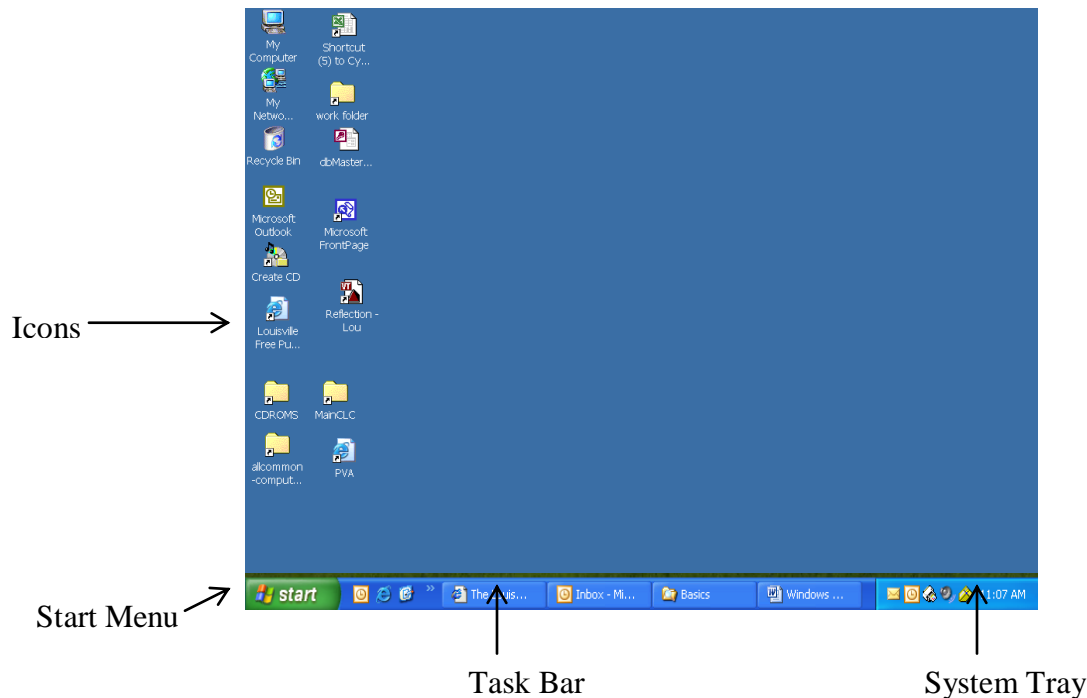 My
Computer
Shortcut
(5) to Cy...
My
Netwo...
work folder
Recycle Bin
dbMaster...
Microsoft
Outlook
Microsoft
FrontPage
Create CD
Reflection -
Lou
Icons
Louisville
Free Pu...
CDROMS
MainCLC
allcommon
-comput...
PVA
start
Inbox - Mi...
Basics
Windows ...
:07 AM
Start Menu
Task Bar
System Tray